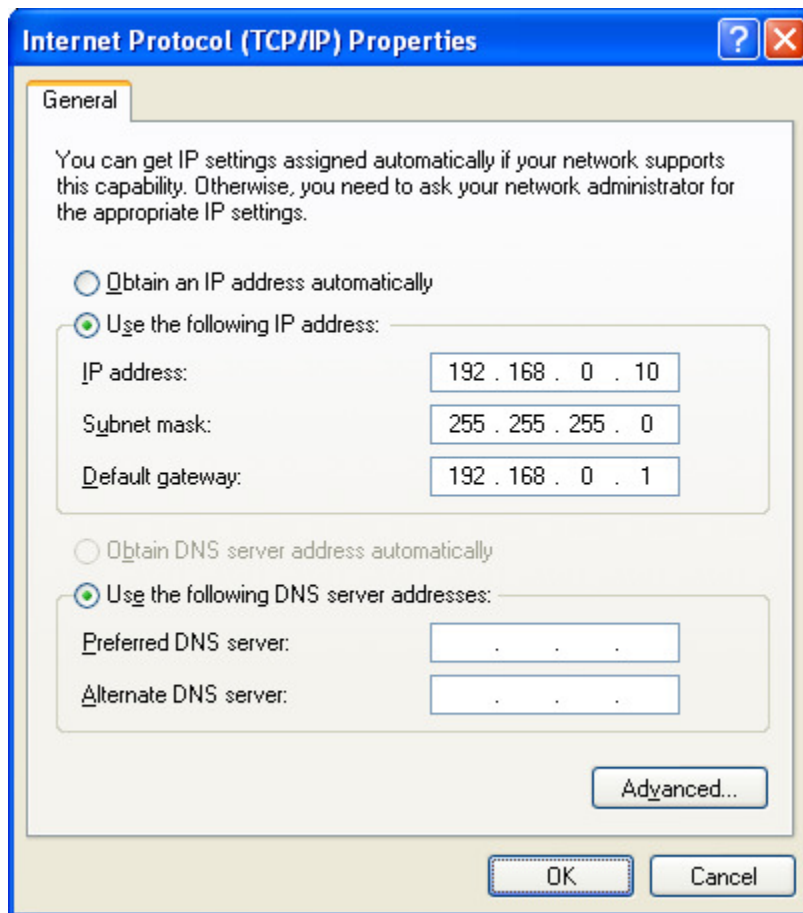 Internet Protocol (TCP/IP) Properties
General
You can get IP settings assigned automatically if your network supports
this capability. Otherwise, you need to ask your network administrator for
the appropriate IP settings.
Obtain an IP address automatically
Use the following IP address:
IP address: 192 . 168 . 0 . 10
Subnet mask: 255 . 255 . 255 . 0
Default gateway: 192 . 168 . 0 . 1
Obtain DNS server address automatically
Use the following DNS server addresses:
Preferred DNS server: . . .
Alternate DNS server: . . .
Advanced...
OK Cancel